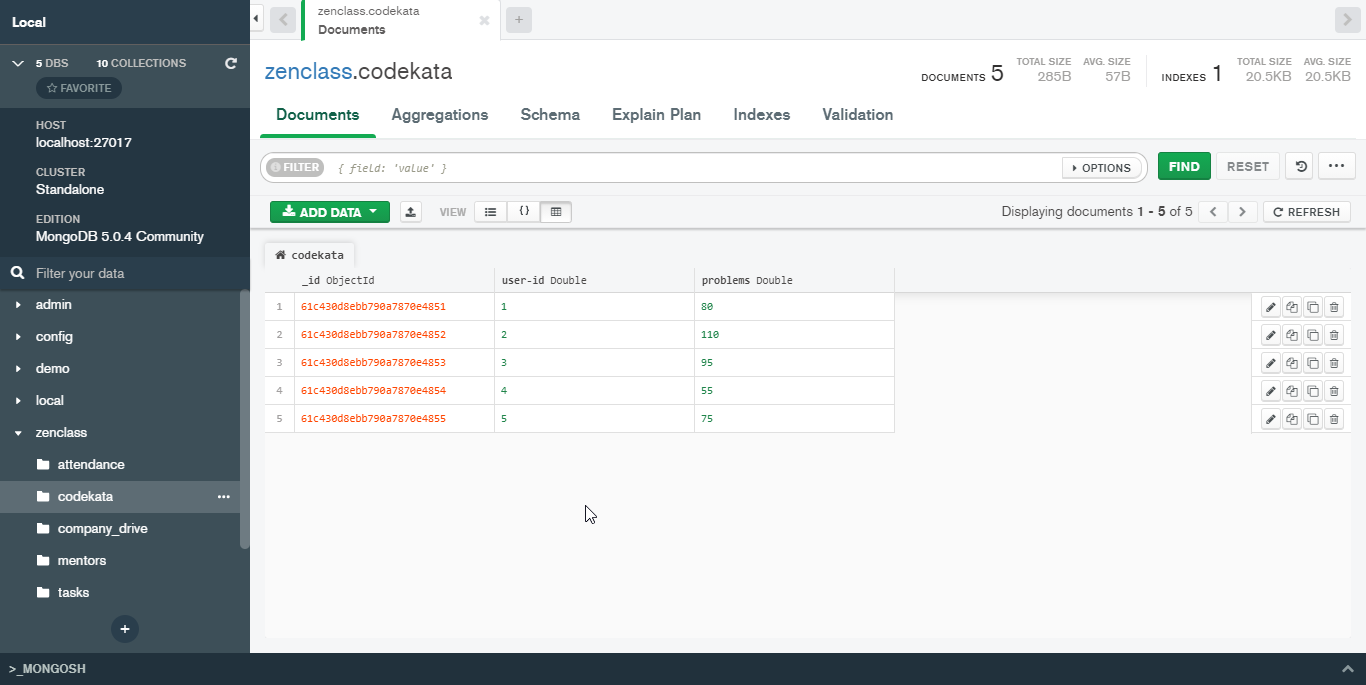 Local
5 DBS 10 COLLECTIONS
FAVORITE
HOST
localhost:27017
CLUSTER
Standalone
EDITION
MongoDB 5.0.4 Community
Filter your data
admin
config
demo
local
zenclass
attendance
codekata
company_drive
mentors
tasks
>_MONGOSH
zenclass.codekata
Documents
zenclass.codekata
DOCUMENTS 5
TOTAL SIZE
285B
AVG. SIZE
57B
INDEXES 1
TOTAL SIZE
20.5KB
AVG. SIZE
20.5KB
Documents Aggregations Schema Explain Plan Indexes Validation
FILTER { field: 'value' } OPTIONS FIND RESET
ADD DATA VIEW {} Displaying documents 1 - 5 of 5 REFRESH
codekata
_id ObjectId user-id Double problems Double
1 61c430d8ebb790a7870e4851 1 80
2 61c430d8ebb790a7870e4852 2 110
3 61c430d8ebb790a7870e4853 3 95
4 61c430d8ebb790a7870e4854 4 55
5 61c430d8ebb790a7870e4855 5 75